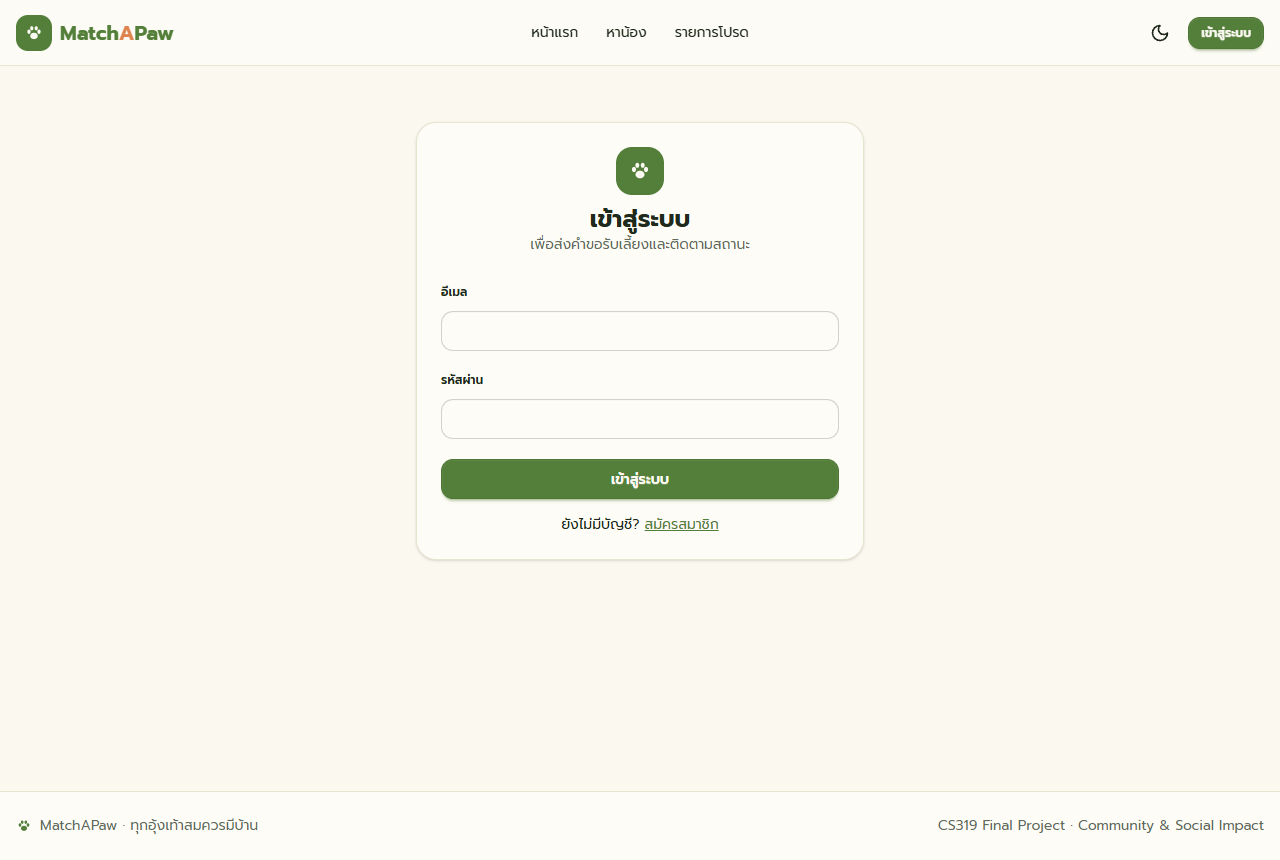 MatchAPaw
หน้าแรก
หาน้อง
รายการโปรด
เข้าสู่ระบบ
เข้าสู่ระบบ
เพื่อส่งคำขอรับเลี้ยงและติดตามสถานะ
อีเมล
รหัสผ่าน
เข้าสู่ระบบ
ยังไม่มีบัญชี? สมัครสมาชิก
MatchAPaw · ทุกอุ้งเท้าสมควรมีบ้าน
CS319 Final Project · Community & Social Impact